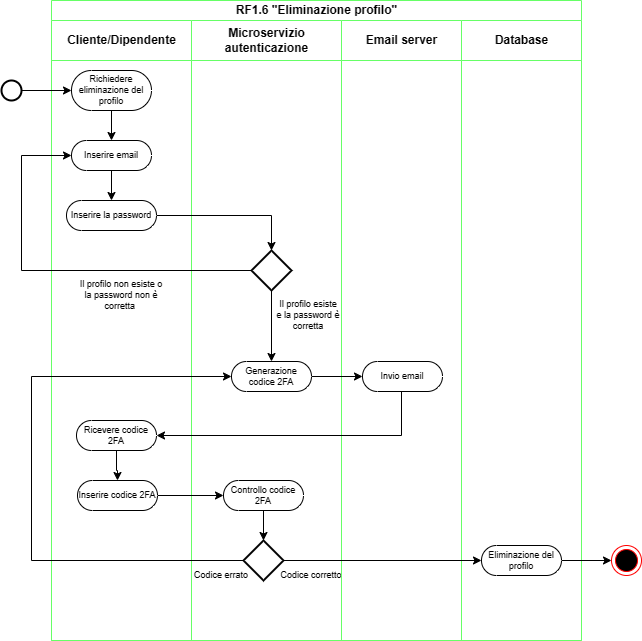 RF1.6 "Eliminazione profilo"
Cliente/Dipendente
Microservizio
autenticazione
Email server
Database
Richiedere
eliminazione del
profilo
Inserire email
Inserire la password
Il profilo non esiste o
la password non è
corretta
Il profilo esiste
e la password è
corretta
Generazione
codice 2FA
Invio email
Ricevere codice
2FA
Inserire codice 2FA
Controllo codice
2FA
Codice errato
Codice corretto
Eliminazione del
profilo